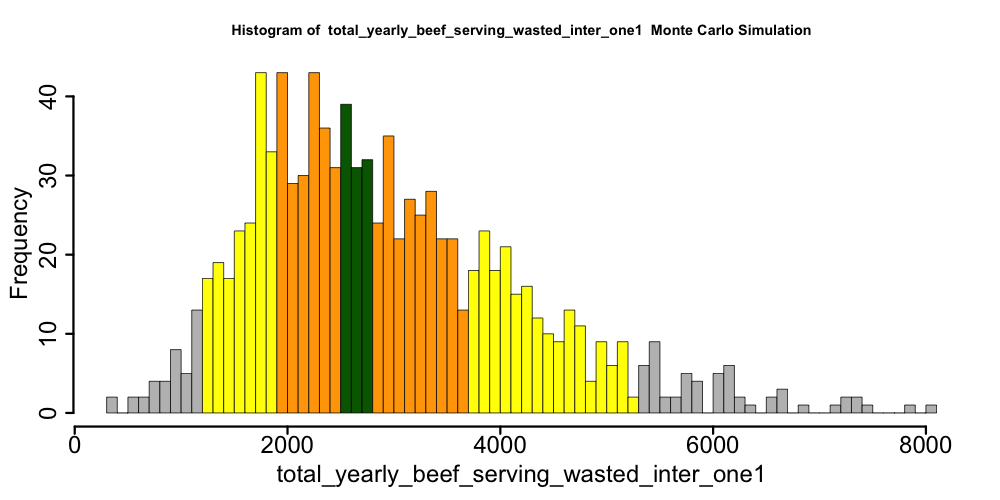 Histogram of  total_yearly_beef_serving_wasted_inter_one1  Monte Carlo Simulation
Frequency
40
30
20
10
0
0 2000 4000 6000 8000
total_yearly_beef_serving_wasted_inter_one1